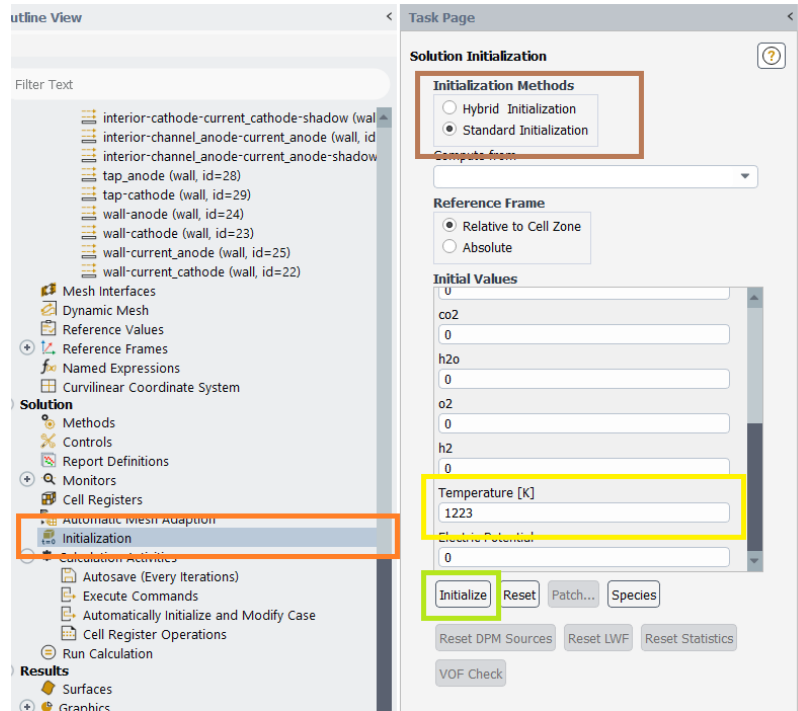 utline View
Filter Text
interior-cathode-current_cathode-shadow (wal
interior-channel_anode-current_anode (wall, id
interior-channel_anode-current_anode-shadow
tap_anode (wall, id=28)
tap-cathode (wall, id=29)
wall-anode (wall, id=24)
wall-cathode (wall, id=23)
wall-current_anode (wall, id=25)
wall-current_cathode (wall, id=22)
Mesh Interfaces
Dynamic Mesh
Reference Values
Reference Frames
Named Expressions
Curvilinear Coordinate System
Solution
Methods
Controls
Report Definitions
Monitors
Cell Registers
Automatic Mesh Adaption
Initialization
Calculation Activities
Autosave (Every Iterations)
Execute Commands
Automatically Initialize and Modify Case
Cell Register Operations
Run Calculation
Results
Surfaces
Graphics
Task Page
Solution Initialization
Initialization Methods
Hybrid Initialization
Standard Initialization
Compute from
Reference Frame
Relative to Cell Zone
Absolute
Initial Values
0
co2
0
h2o
0
o2
0
h2
0
Temperature [K]
1223
Electric Potential
0
Initialize Reset Patch... Species
Reset DPM Sources Reset LWF Reset Statistics
VOF Check